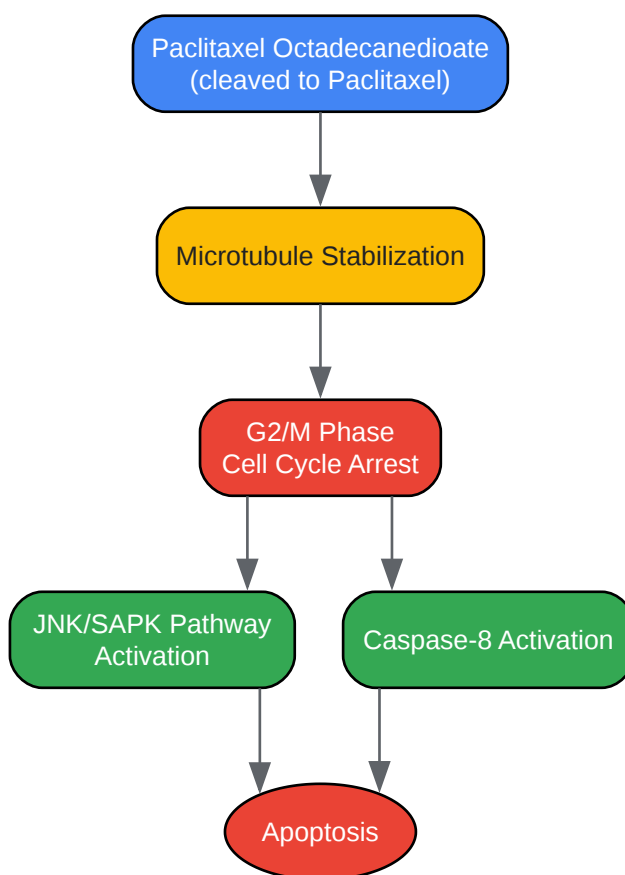 Paclitaxel Octadecanedioate
(cleaved to Paclitaxel)
Microtubule Stabilization
G2/M Phase
Cell Cycle Arrest
JNK/SAPK Pathway
Activation
Caspase-8 Activation
Apoptosis